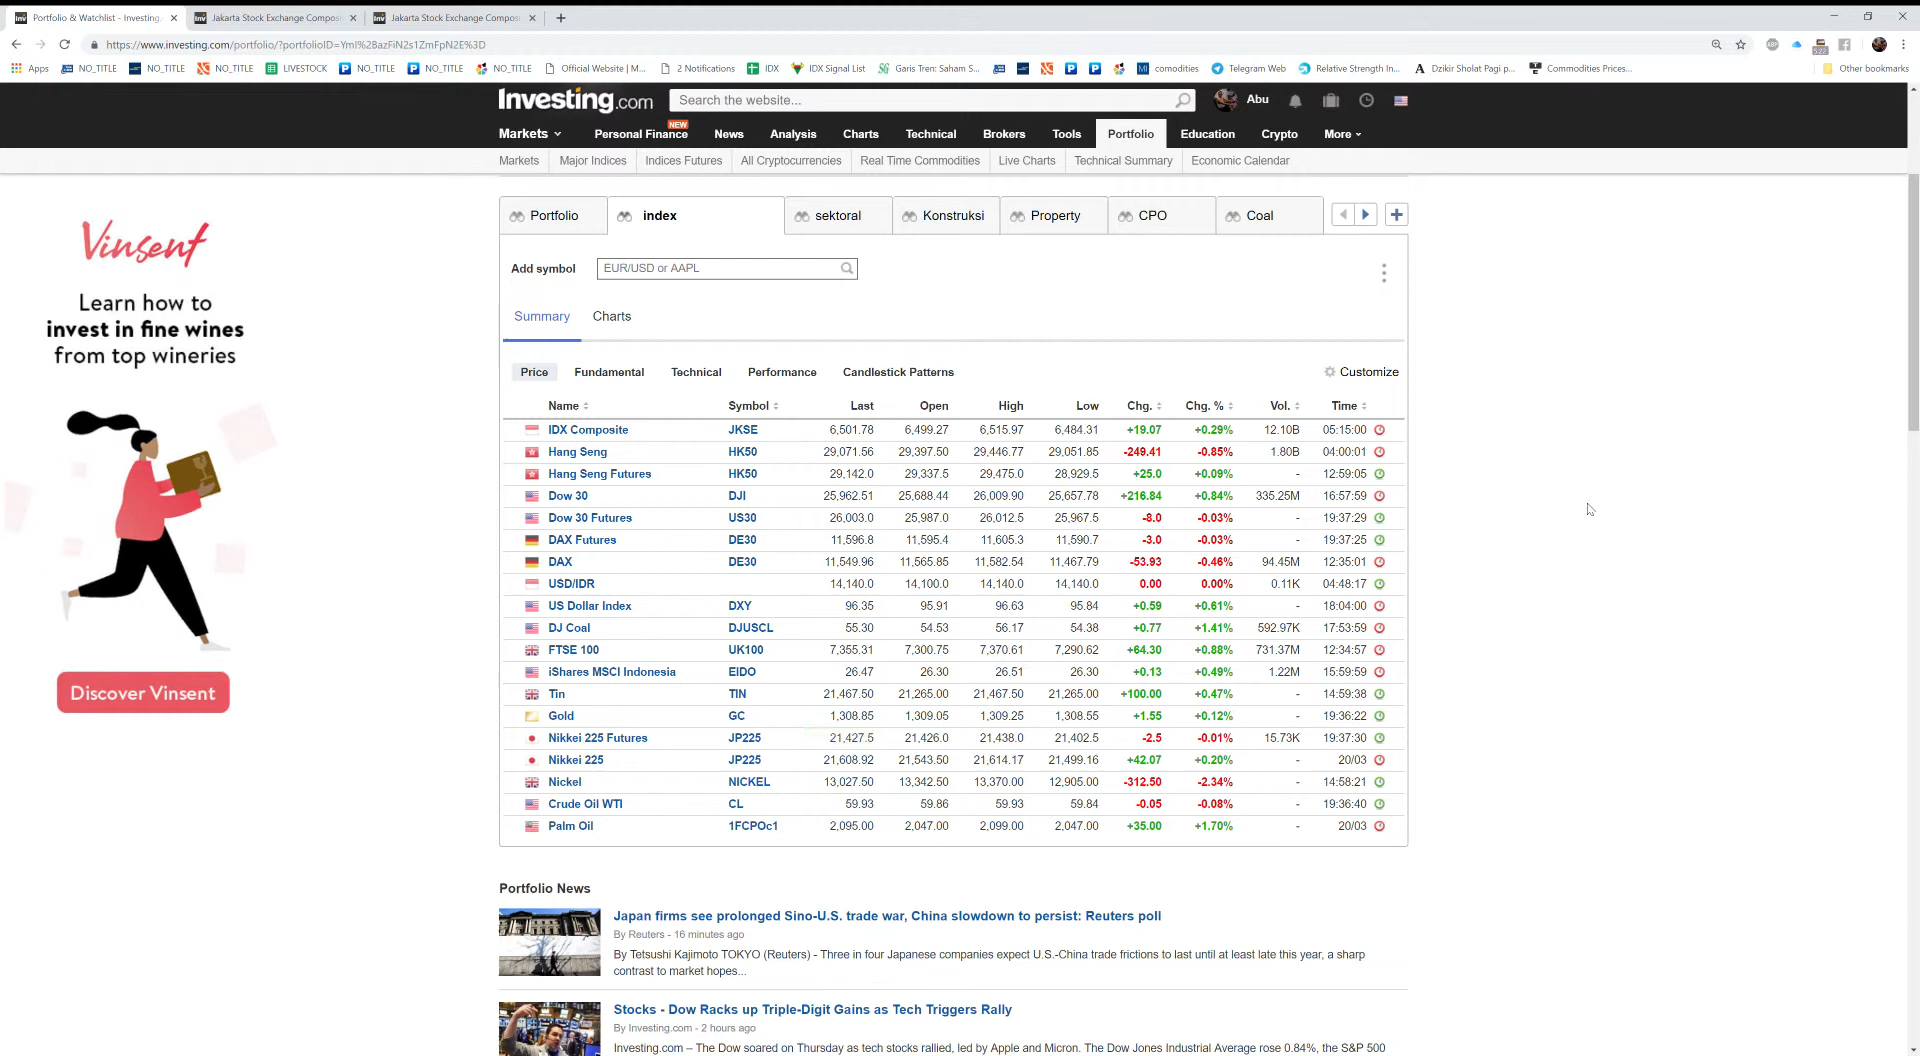 Portfolio & Watchlist - Investing.
Jakarta Stock Exchange Composi
Jakarta Stock Exchange Compos
https://www.investing.com/portfolio/?portfolioID=YmI%2BazFiN2s1ZmFpN2E%3D
Apps NO_TITLE NO_TITLE NO_TITLE LIVESTOCK NO_TITLE NO_TITLE NO_TITLE Official Website | M... 2 Notifications IDX IDX Signal List Garis Tren: Saham S... comodities Telegram Web Relative Strength In... Dzikir Sholat Pagi p... Commodities Prices... Other bookmarks
Investing.com Search the website... Abu
NEW
Markets Personal Finance News Analysis Charts Technical Brokers Tools Portfolio Education Crypto More
Markets Major Indices Indices Futures All Cryptocurrencies Real Time Commodities Live Charts Technical Summary Economic Calendar
Portfolio index sektoral Konstruksi Property CPO Coal
Vinsent
Learn how to
invest in fine wines
from top wineries
Discover Vinsent
Add symbol EUR/USD or AAPL
Summary Charts
Price Fundamental Technical Performance Candlestick Patterns Customize
Name Symbol Last Open High Low Chg. Chg. % Vol. Time
IDX Composite JKSE 6,501.78 6,499.27 6,515.97 6,484.31 +19.07 +0.29% 12.10B 05:15:00
Hang Seng HK50 29,071.56 29,397.50 29,446.77 29,051.85 -249.41 -0.85% 1.80B 04:00:01
Hang Seng Futures HK50 29,142.0 29,337.5 29,475.0 28,929.5 +25.0 +0.09% - 12:59:05
Dow 30 DJI 25,962.51 25,688.44 26,009.90 25,657.78 +216.84 +0.84% 335.25M 16:57:59
Dow 30 Futures US30 26,003.0 25,987.0 26,012.5 25,967.5 -8.0 -0.03% - 19:37:29
DAX Futures DE30 11,596.8 11,595.4 11,605.3 11,590.7 -3.0 -0.03% - 19:37:25
DAX DE30 11,549.96 11,565.85 11,582.54 11,467.79 -53.93 -0.46% 94.45M 12:35:01
USD/IDR 14,140.0 14,100.0 14,140.0 14,140.0 0.00 0.00% 0.11K 04:48:17
US Dollar Index DXY 96.35 95.91 96.63 95.84 +0.59 +0.61% - 18:04:00
DJ Coal DJUSCL 55.30 54.53 56.17 54.38 +0.77 +1.41% 592.97K 17:53:59
FTSE 100 UK100 7,355.31 7,300.75 7,370.61 7,290.62 +64.30 +0.88% 731.37M 12:34:57
iShares MSCI Indonesia EIDO 26.47 26.30 26.51 26.30 +0.13 +0.49% 1.22M 15:59:59
Tin TIN 21,467.50 21,265.00 21,467.50 21,265.00 +100.00 +0.47% - 14:59:38
Gold GC 1,308.85 1,309.05 1,309.25 1,308.55 +1.55 +0.12% - 19:36:22
Nikkei 225 Futures JP225 21,427.5 21,426.0 21,438.0 21,402.5 -2.5 -0.01% 15.73K 19:37:30
Nikkei 225 JP225 21,608.92 21,543.50 21,614.17 21,499.16 +42.07 +0.20% - 20/03
Nickel NICKEL 13,027.50 13,342.50 13,370.00 12,905.00 -312.50 -2.34% - 14:58:21
Crude Oil WTI CL 59.93 59.86 59.93 59.84 -0.05 -0.08% - 19:36:40
Palm Oil 1FCPOc1 2,095.00 2,047.00 2,099.00 2,047.00 +35.00 +1.70% - 20/03
Portfolio News
Japan firms see prolonged Sino-U.S. trade war, China slowdown to persist: Reuters poll
By Reuters - 16 minutes ago
By Tetsushi Kajimoto TOKYO (Reuters) - Three in four Japanese companies expect U.S.-China trade frictions to last until at least late this year, a sharp
contrast to market hopes...
Stocks - Dow Racks up Triple-Digit Gains as Tech Triggers Rally
By Investing.com - 2 hours ago
Investing.com – The Dow soared on Thursday as tech stocks rallied, led by Apple and Micron. The Dow Jones Industrial Average rose 0.84%, the S&P 500